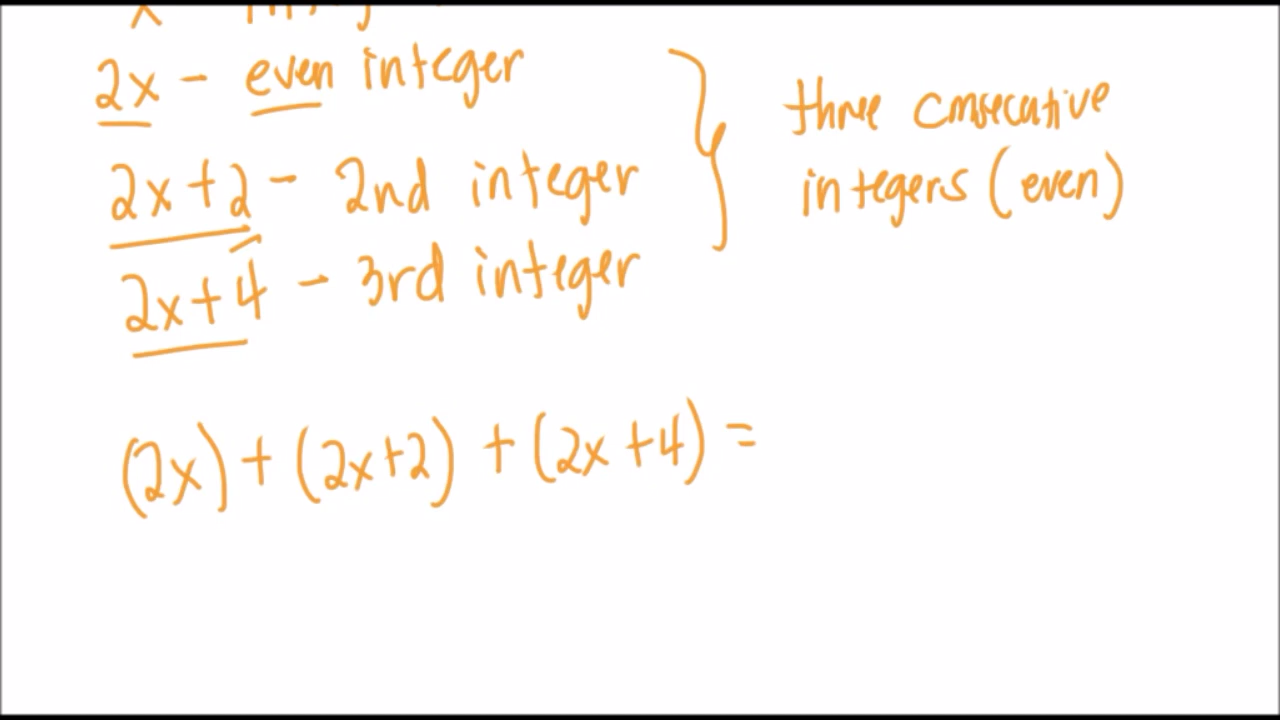 2x - even integer
2x+2 - 2nd integer
2x+4 - 3rd integer
three consecutive
integers (even)
(2x) + (2x+2) + (2x+4) =